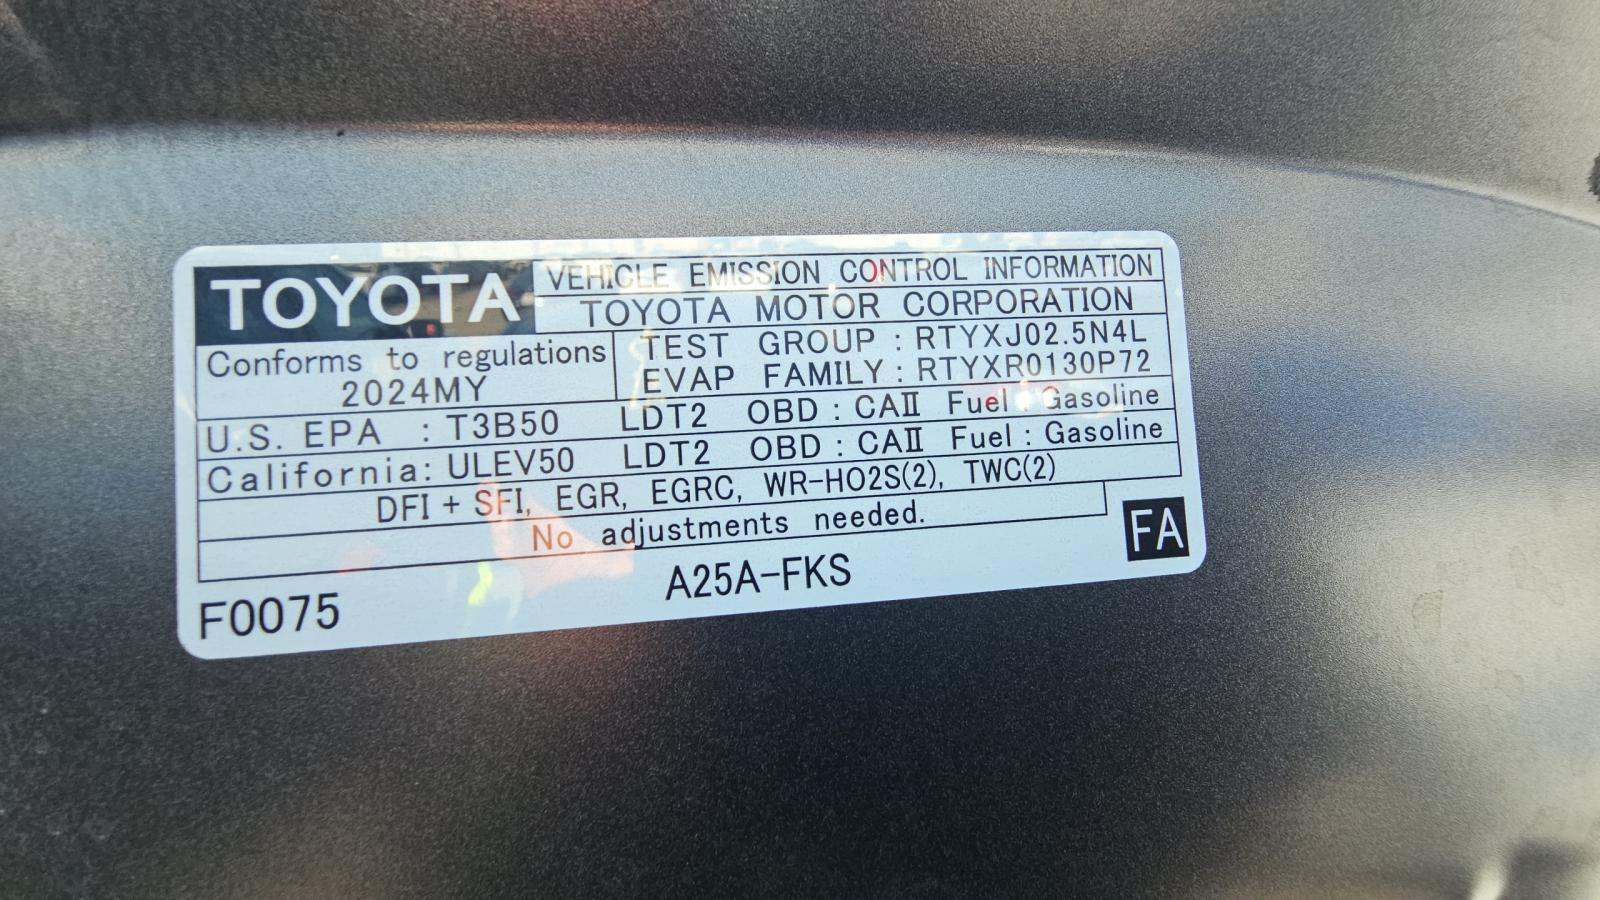 TOYOTA
VEHICLE EMISSION CONTROL INFORMATION
TOYOTA MOTOR CORPORATION
Conforms to regulations
2024MY
TEST GROUP : RTYXJ02.5N4L
EVAP FAMILY : RTYXR0130P72
U.S. EPA : T3B50 LDT2 OBD : CAⅡ Fuel : Gasoline
California : ULEV50 LDT2 OBD : CAⅡ Fuel : Gasoline
DFI + SFI, EGR, EGRC, WR-HO2S(2), TWC(2)
No adjustments needed.
FA
F0075
A25A-FKS